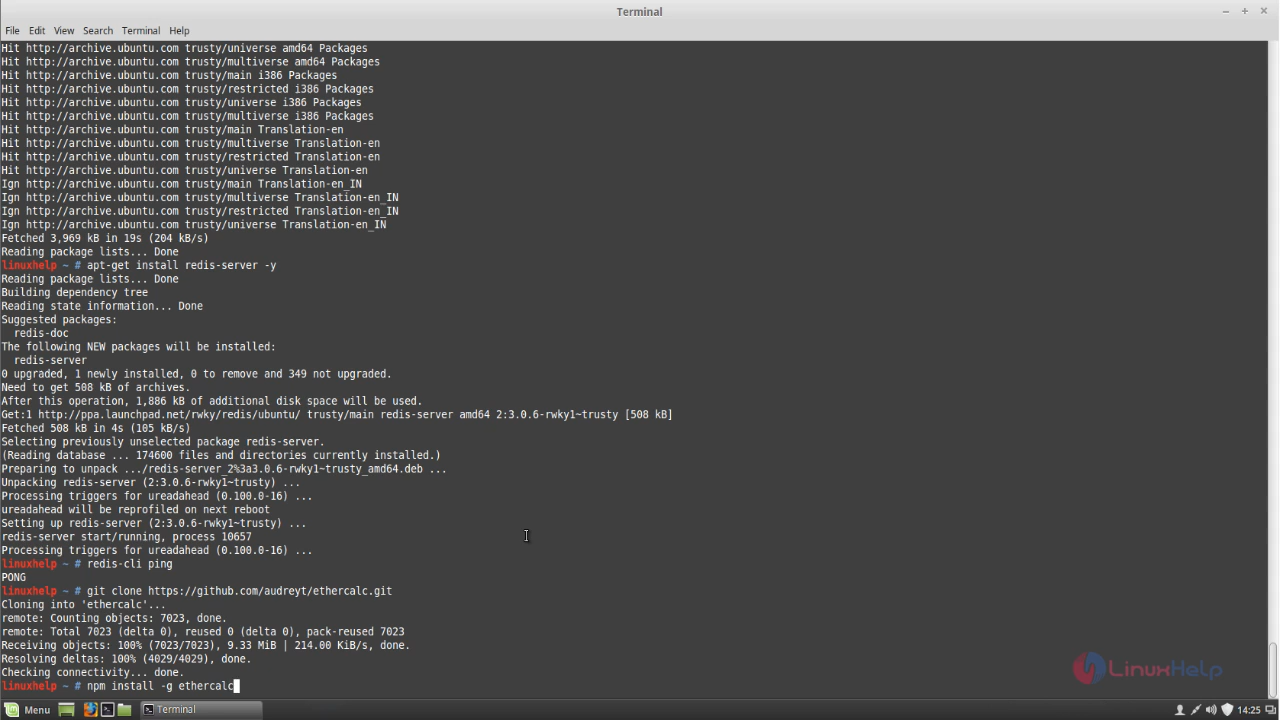 Terminal
File Edit View Search Terminal Help
Hit http://archive.ubuntu.com trusty/universe amd64 Packages
Hit http://archive.ubuntu.com trusty/multiverse amd64 Packages
Hit http://archive.ubuntu.com trusty/main i386 Packages
Hit http://archive.ubuntu.com trusty/restricted i386 Packages
Hit http://archive.ubuntu.com trusty/universe i386 Packages
Hit http://archive.ubuntu.com trusty/multiverse i386 Packages
Hit http://archive.ubuntu.com trusty/main Translation-en
Hit http://archive.ubuntu.com trusty/multiverse Translation-en
Hit http://archive.ubuntu.com trusty/restricted Translation-en
Hit http://archive.ubuntu.com trusty/universe Translation-en
Ign http://archive.ubuntu.com trusty/main Translation-en_IN
Ign http://archive.ubuntu.com trusty/multiverse Translation-en_IN
Ign http://archive.ubuntu.com trusty/restricted Translation-en_IN
Ign http://archive.ubuntu.com trusty/universe Translation-en_IN
Fetched 3,969 kB in 19s (204 kB/s)
Reading package lists... Done
linuxhelp ~ # apt-get install redis-server -y
Reading package lists... Done
Building dependency tree
Reading state information... Done
Suggested packages:
  redis-doc
The following NEW packages will be installed:
  redis-server
0 upgraded, 1 newly installed, 0 to remove and 349 not upgraded.
Need to get 508 kB of archives.
After this operation, 1,886 kB of additional disk space will be used.
Get:1 http://ppa.launchpad.net/rwky/redis/ubuntu/ trusty/main redis-server amd64 2:3.0.6-rwky1~trusty [508 kB]
Fetched 508 kB in 4s (105 kB/s)
Selecting previously unselected package redis-server.
(Reading database ... 174600 files and directories currently installed.)
Preparing to unpack .../redis-server_2%3a3.0.6-rwky1~trusty_amd64.deb ...
Unpacking redis-server (2:3.0.6-rwky1~trusty) ...
Processing triggers for ureadahead (0.100.0-16) ...
ureadahead will be reprofiled on next reboot
Setting up redis-server (2:3.0.6-rwky1~trusty) ...
redis-server start/running, process 10657
Processing triggers for ureadahead (0.100.0-16) ...
linuxhelp ~ # redis-cli ping
PONG
linuxhelp ~ # git clone https://github.com/audreyt/ethercalc.git
Cloning into 'ethercalc'...
remote: Counting objects: 7023, done.
remote: Total 7023 (delta 0), reused 0 (delta 0), pack-reused 7023
Receiving objects: 100% (7023/7023), 9.33 MiB | 214.00 KiB/s, done.
Resolving deltas: 100% (4029/4029), done.
Checking connectivity... done.
linuxhelp ~ # npm install -g ethercalc
LinuxHelp
Menu Terminal 14:25